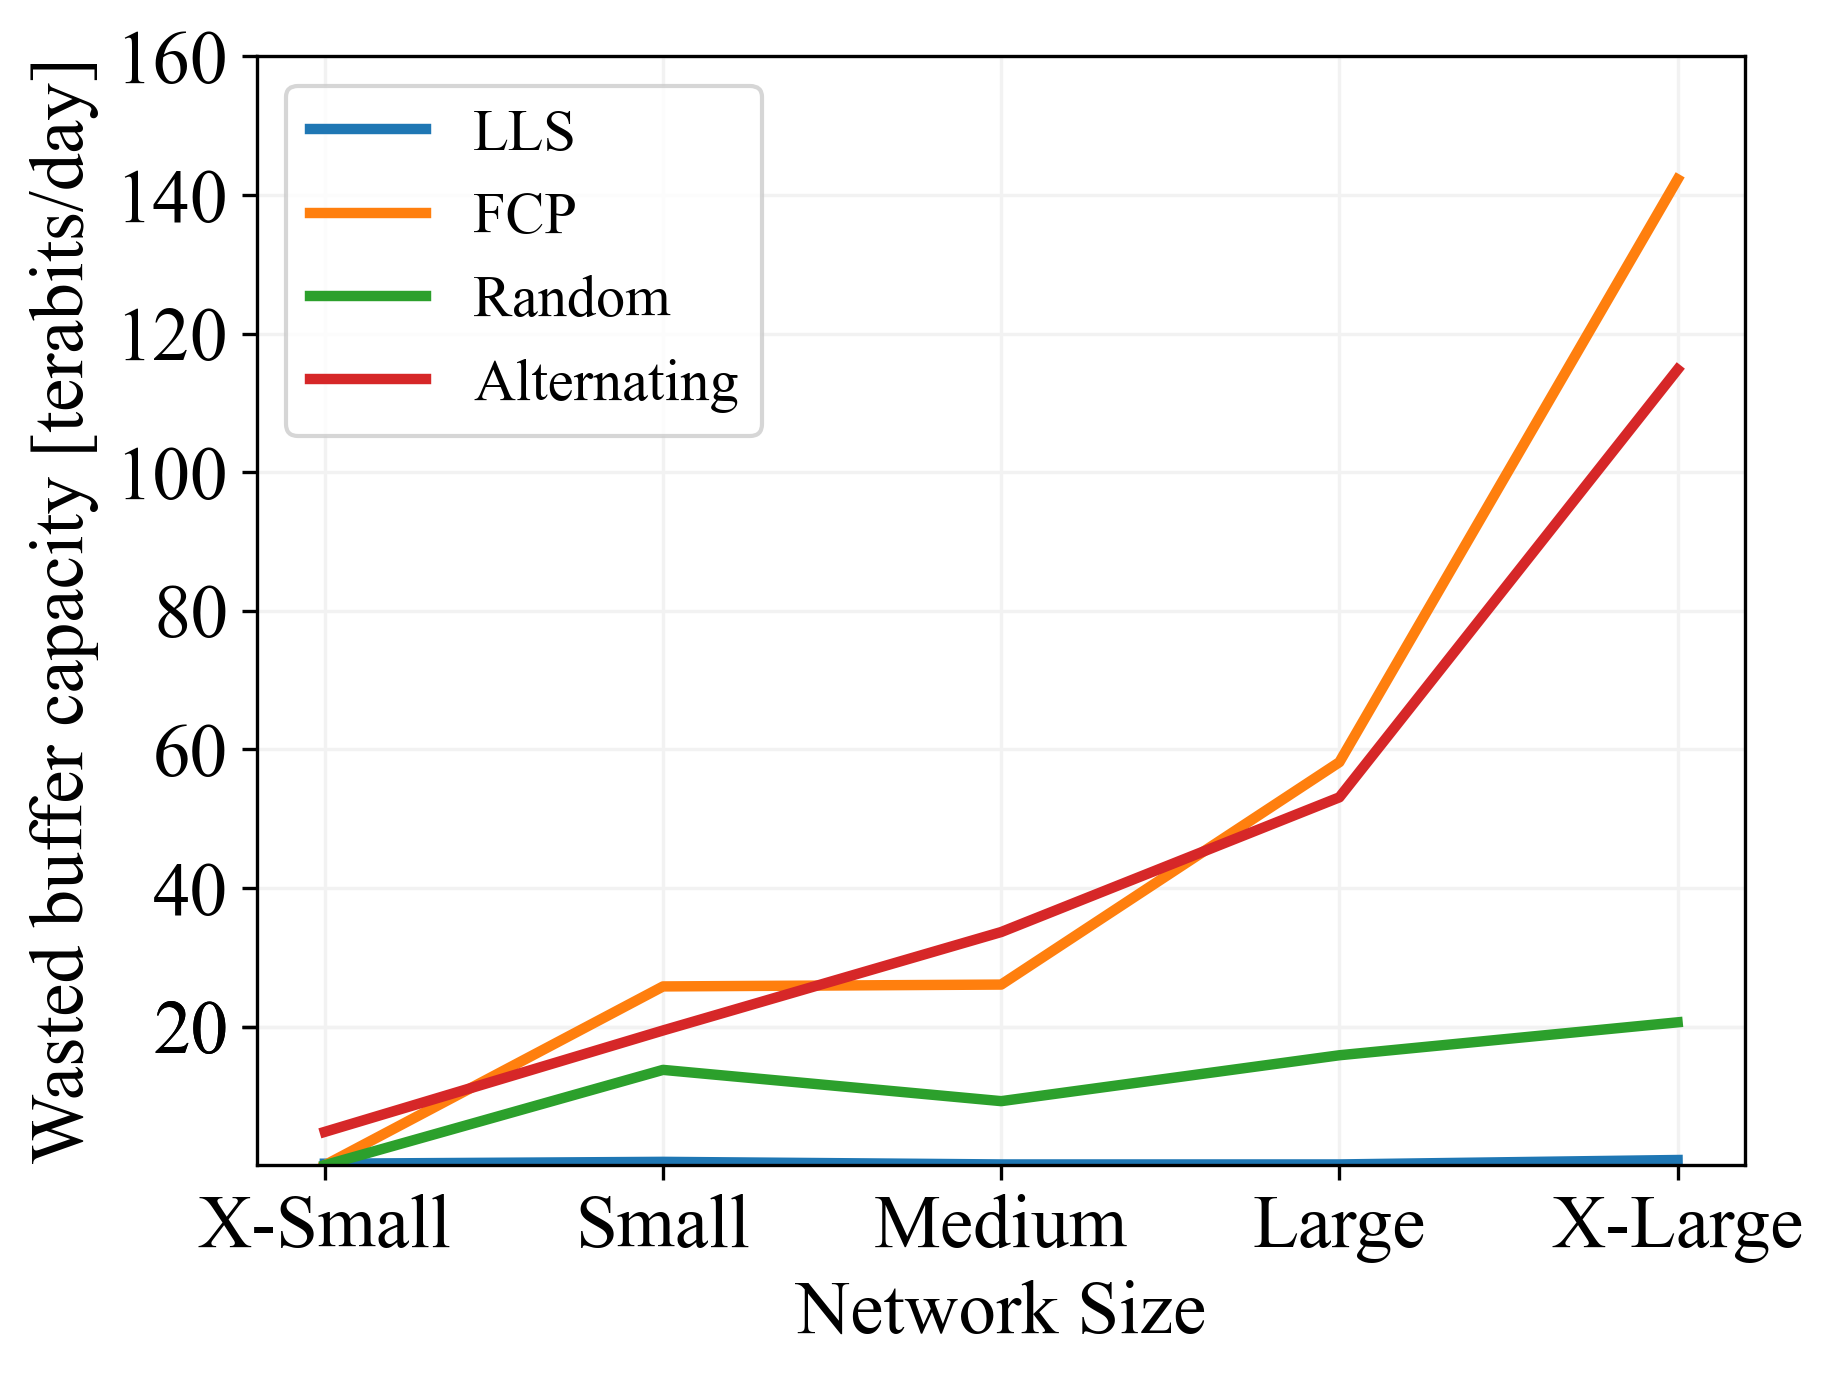 Wasted buffer capacity [terabits/day]
160
140
120
100
80
60
40
20
LLS
FCP
Random
Alternating
X-Small Small Medium Large X-Large
Network Size